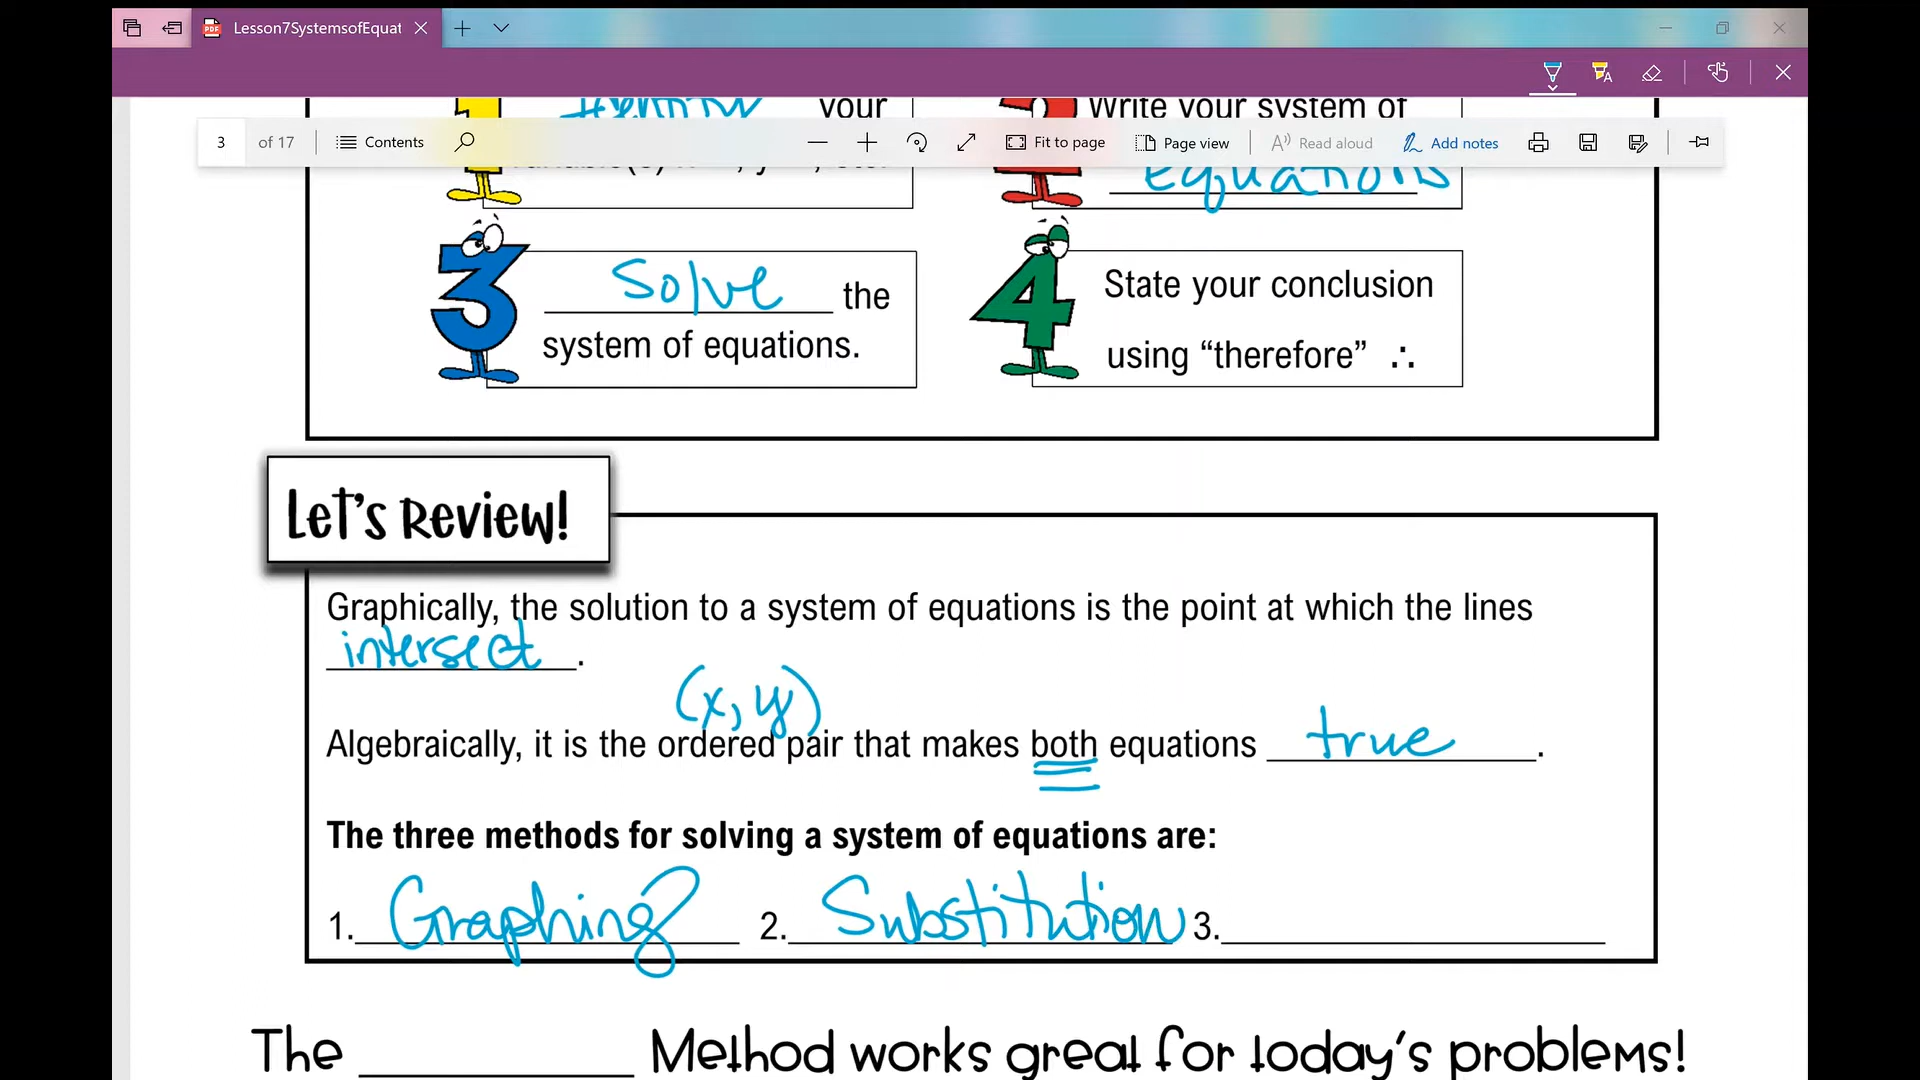 Lesson7SystemsofEquat
3 of 17 Contents Fit to page Page view Read aloud Add notes
Identify your
Write your system of
equations
Solve the
system of equations.
State your conclusion
using “therefore” ∴
Let's Review!
Graphically, the solution to a system of equations is the point at which the lines
intersect.
(x, y)
Algebraically, it is the ordered pair that makes both equations true.
The three methods for solving a system of equations are:
1. Graphing 2. Substitution 3.
The ____ Method works great for today's problems!